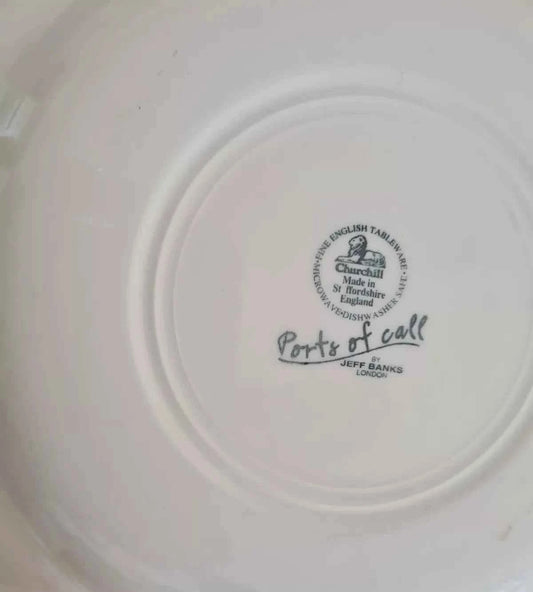 FINE ENGLISH TABLEWARE
Churchill
Made in
St ffordshire
England
MICROWAVE•DISHWASHER SAFE•
Ports of call
BY
JEFF BANKS
LONDON